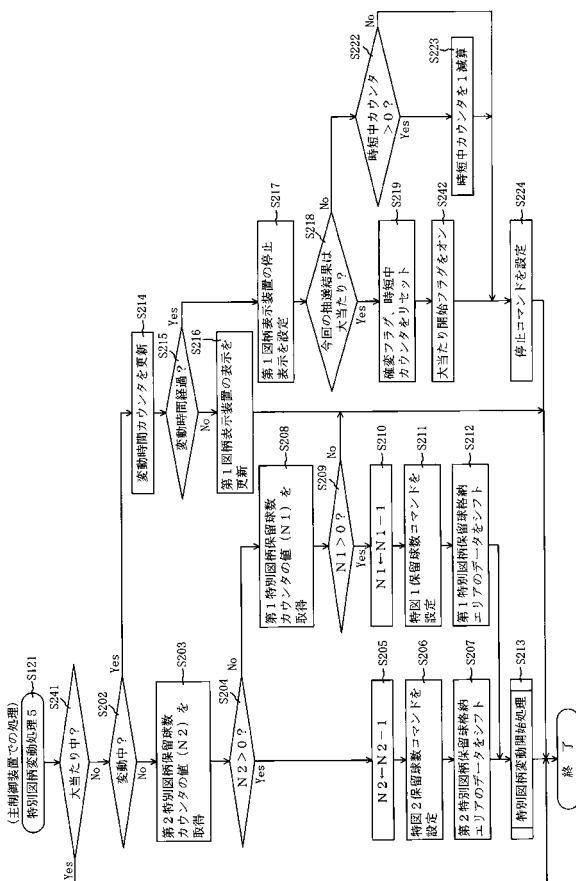 (主制御装置での処理)
特別図柄変動処理5
S121
大当たり中?
S241
Yes
No
変動中?
S202
Yes
No
第2特別図柄保留球数
カウンタの値(N2)を
取得
S203
N2>0?
S204
No
Yes
N2←N2-1
S205
特図2保留球数コマンドを
設定
S206
第2特別図柄保留球格納
エリアのデータをシフト
S207
第1特別図柄保留球数
カウンタの値(N1)を
取得
S208
N1>0?
S209
No
Yes
N1←N1-1
S210
特図1保留球数コマンドを
設定
S211
第1特別図柄保留球格納
エリアのデータをシフト
S212
特別図柄変動開始処理
S213
変動時間カウンタを更新
S214
変動時間経過?
S215
Yes
No
第1図柄表示装置の表示を
更新
S216
第1図柄表示装置の停止
表示を設定
S217
今回の抽選結果は
大当たり?
S218
No
Yes
確変フラグ、時短中
カウンタをリセット
S219
大当たり開始フラグをオン
S242
時短中カウンタ
>0?
S222
No
Yes
時短中カウンタを1減算
S223
停止コマンドを設定
S224
終了